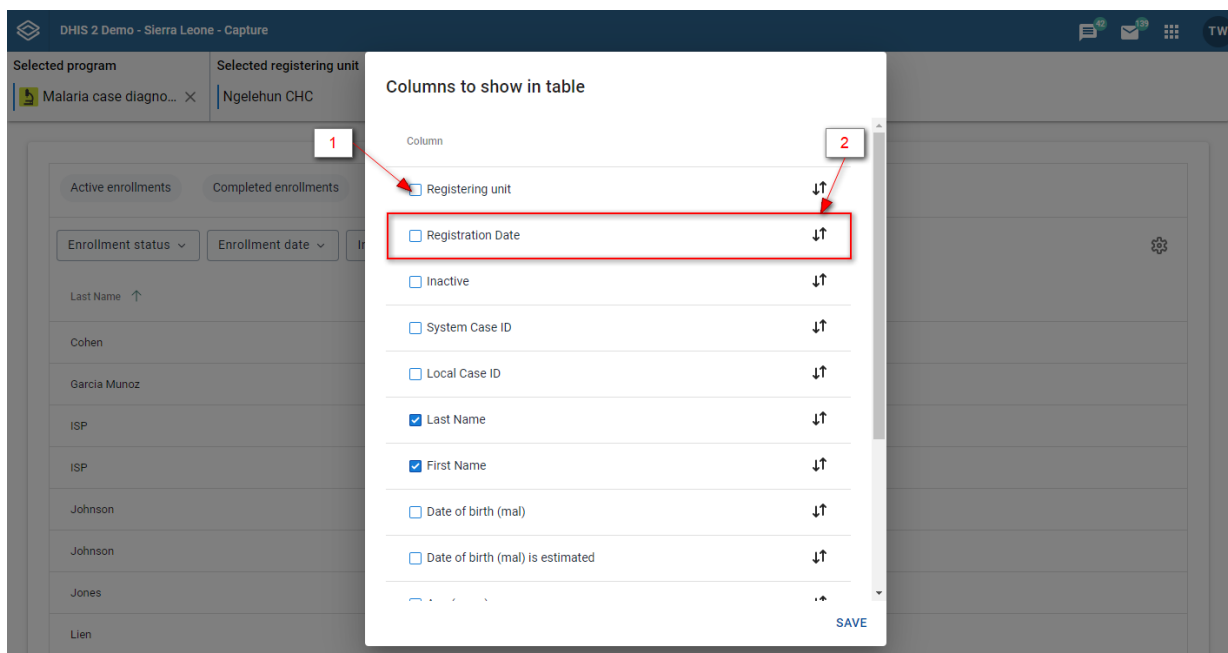 DHIS 2 Demo - Sierra Leone - Capture
42
139
TW
Selected program
Selected registering unit
Malaria case diagno...
Ngelehun CHC
Columns to show in table
1
Column
2
Active enrollments
Completed enrollments
Registering unit
Enrollment status
Enrollment date
Registration Date
Inactive
Last Name
System Case ID
Cohen
Local Case ID
Garcia Munoz
Last Name
ISP
First Name
ISP
Johnson
Date of birth (mal)
Johnson
Date of birth (mal) is estimated
Jones
SAVE
Lien